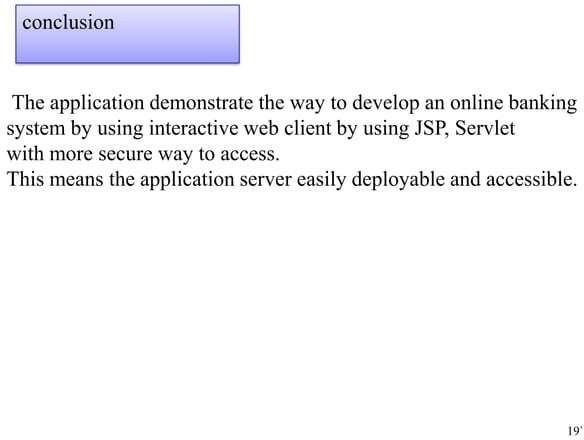 conclusion
The application demonstrate the way to develop an online banking
system by using interactive web client by using JSP, Servlet
with more secure way to access.
This means the application server easily deployable and accessible.
19`